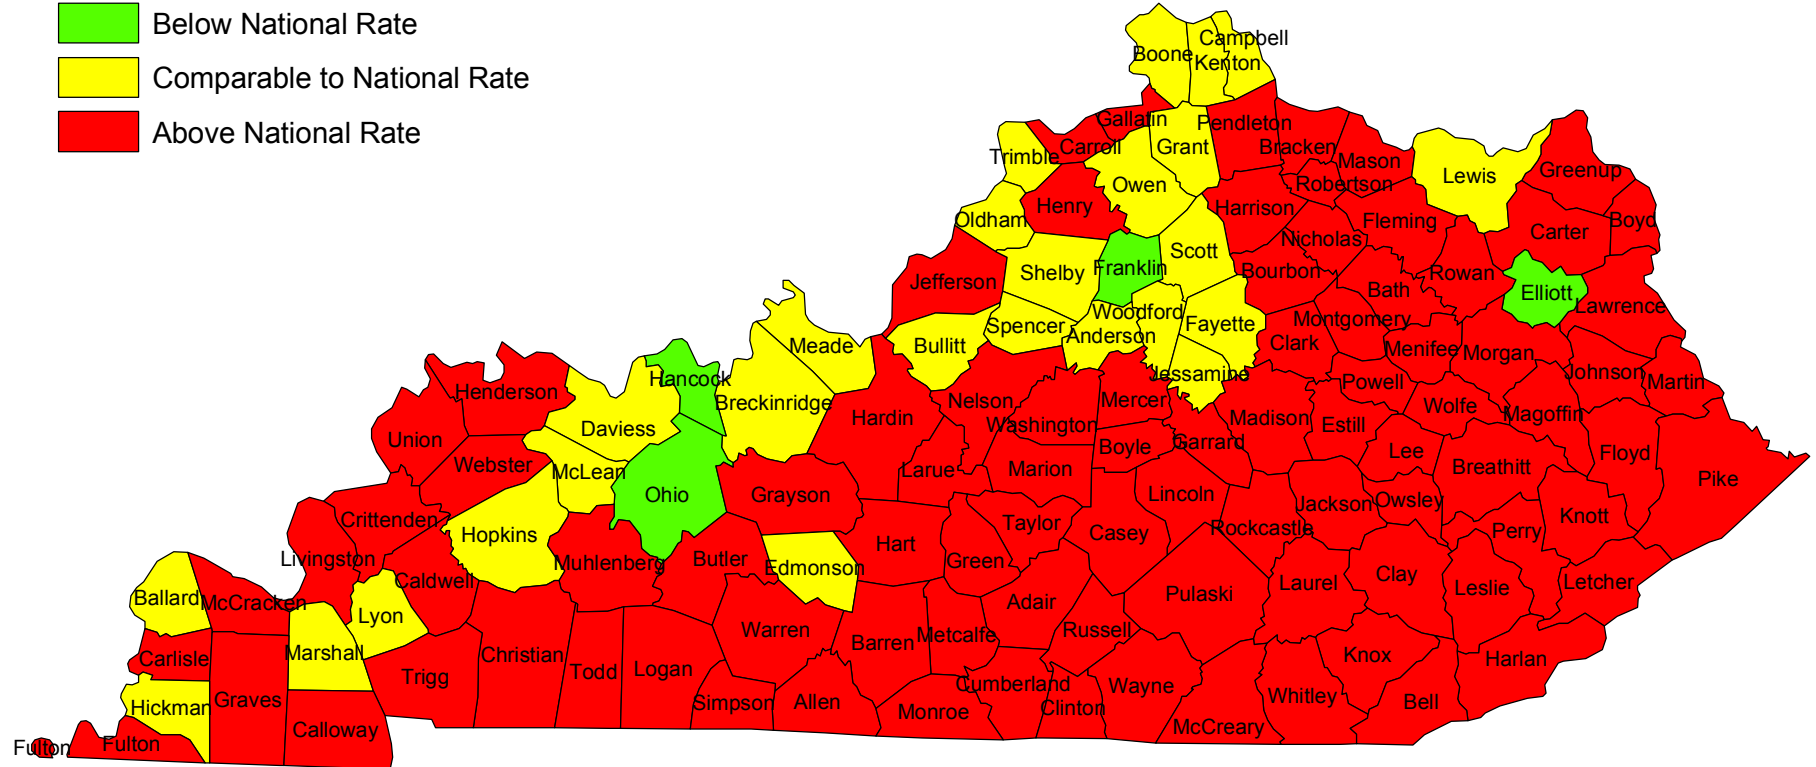 Below National Rate
Comparable to National Rate
Above National Rate
Boone
Campbell
Kenton
Gallatin
Pendleton
Carroll
Grant
Bracken
Trimble
Mason
Owen
Robertson
Lewis
Greenup
Henry
Harrison
Oldham
Fleming
Boyd
Carter
Nicholas
Scott
Shelby
Franklin
Bourbon
Rowan
Jefferson
Bath
Elliott
Lawrence
Woodford
Montgomery
Spencer
Anderson
Fayette
Clark
Bullitt
Meade
Menifee
Morgan
Johnson
Jessamine
Hancock
Powell
Martin
Henderson
Breckinridge
Nelson
Mercer
Wolfe
Magoffin
Hardin
Madison
Washington
Estill
Daviess
Union
Boyle
Garrard
Lee
Floyd
Webster
McLean
Larue
Marion
Breathitt
Pike
Ohio
Grayson
Lincoln
Jackson
Owsley
Crittenden
Taylor
Rockcastle
Knott
Hopkins
Casey
Perry
Hart
Livingston
Muhlenberg
Butler
Edmonson
Green
Caldwell
Laurel
Clay
Leslie
Letcher
Ballard
McCracken
Pulaski
Adair
Lyon
Warren
Metcalfe
Russell
Barren
Marshall
Carlisle
Christian
Todd
Logan
Knox
Harlan
Trigg
Cumberland
Wayne
Whitley
Hickman
Graves
Simpson
Allen
Monroe
Clinton
Bell
Calloway
McCreary
Fulton
Fulton